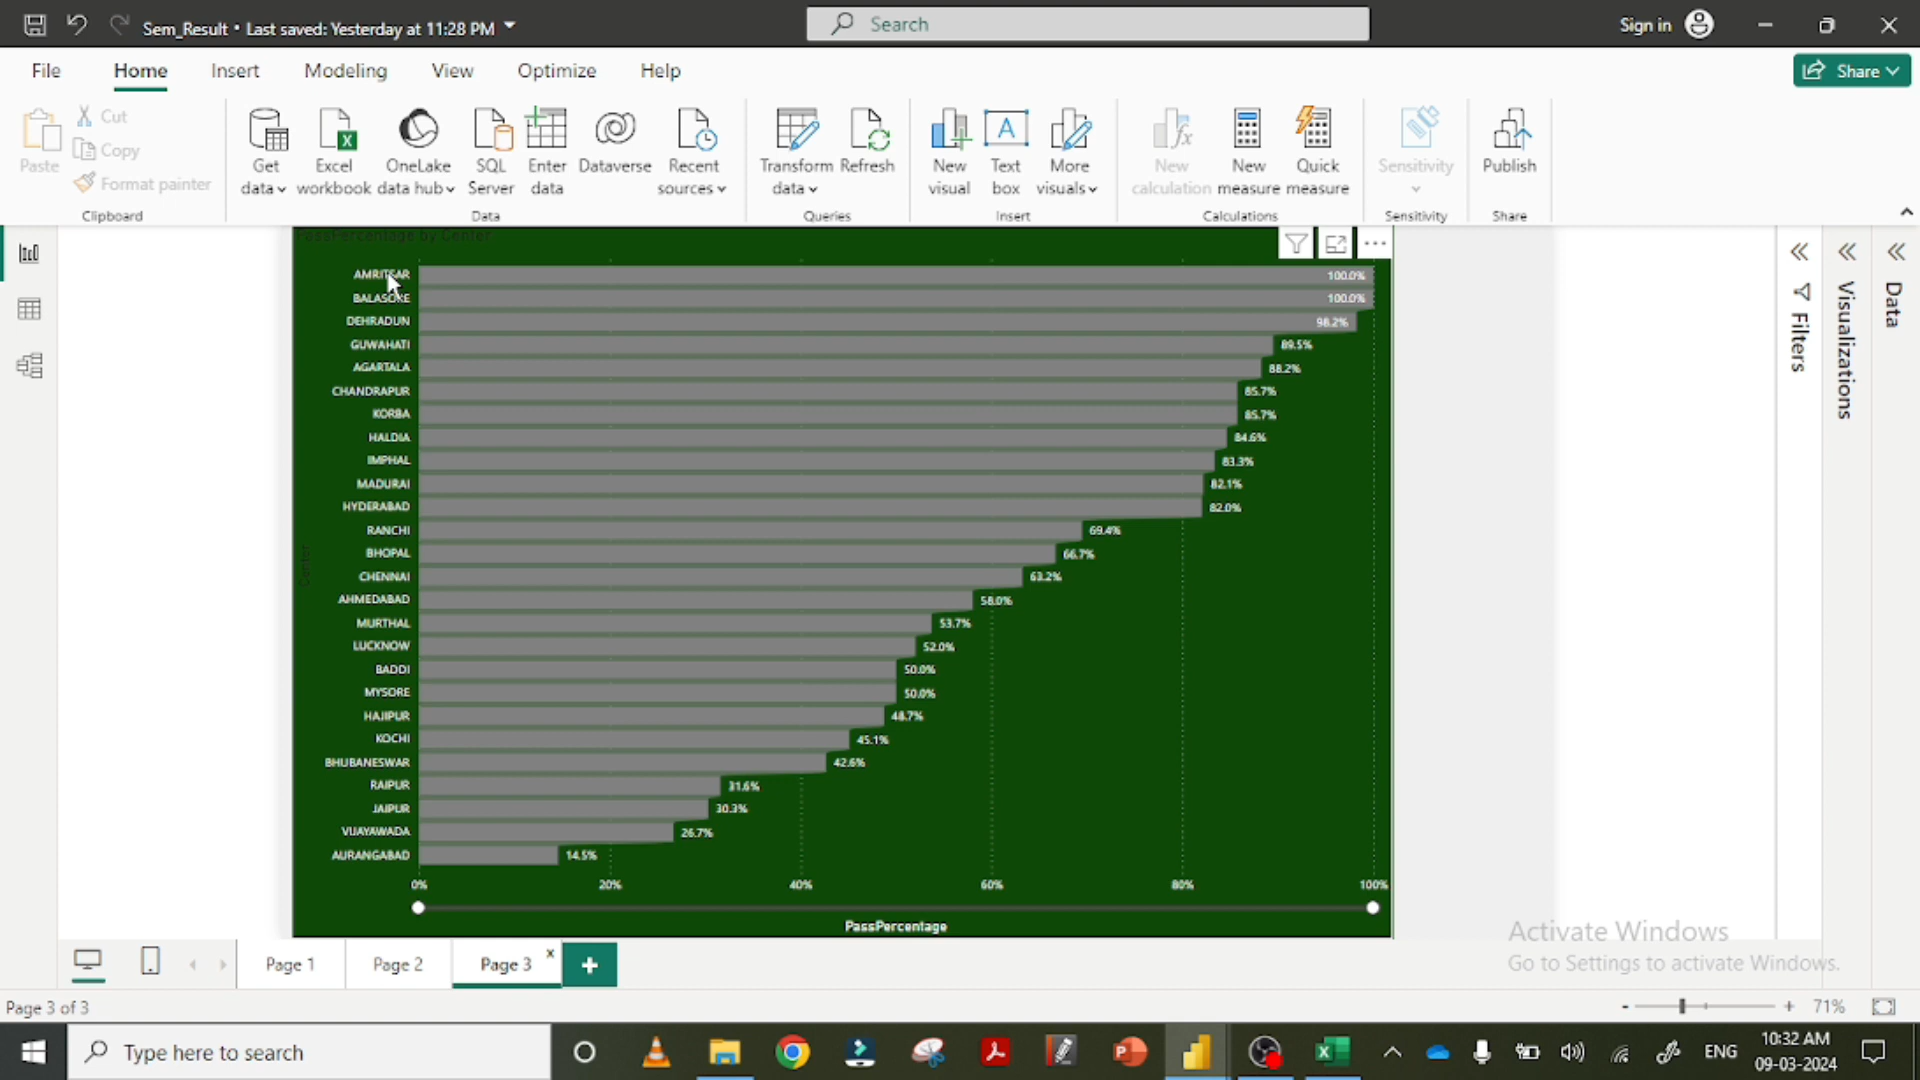 Sem_Result • Last saved: Yesterday at 11:28 PM
Search
Sign in
File Home Insert Modeling View Optimize Help
Share
Paste
Cut
Copy
Format painter
Clipboard
Get data
Excel workbook
OneLake data hub
SQL Server
Enter data
Dataverse
Recent sources
Data
Transform data
Refresh
Queries
New visual
Text box
More visuals
Insert
New calculation
New measure
Quick measure
Calculations
Sensitivity
Sensitivity
Publish
Share
PassPercentage by Center
AMRITSAR 100.0%
BALASORE 100.0%
DEHRADUN 98.2%
GUWAHATI 89.5%
AGARTALA 88.2%
CHANDRAPUR 85.7%
KORBA 85.7%
HALDIA 84.6%
IMPHAL 83.3%
MADURAI 82.1%
HYDERABAD 82.0%
RANCHI 69.4%
BHOPAL 66.7%
CHENNAI 63.2%
AHMEDABAD 58.0%
MURTHAL 53.7%
LUCKNOW 52.0%
BADDI 50.0%
MYSORE 50.0%
HAJIPUR 48.7%
KOCHI 45.1%
BHUBANESWAR 42.6%
RAIPUR 31.6%
JAIPUR 30.3%
VIJAYAWADA 26.7%
AURANGABAD 14.5%
Center
0% 20% 40% 60% 80% 100%
PassPercentage
Filters
Visualizations
Data
Activate Windows
Go to Settings to activate Windows.
Page 1 Page 2 Page 3
Page 3 of 3
71%
Type here to search
ENG
10:32 AM
09-03-2024